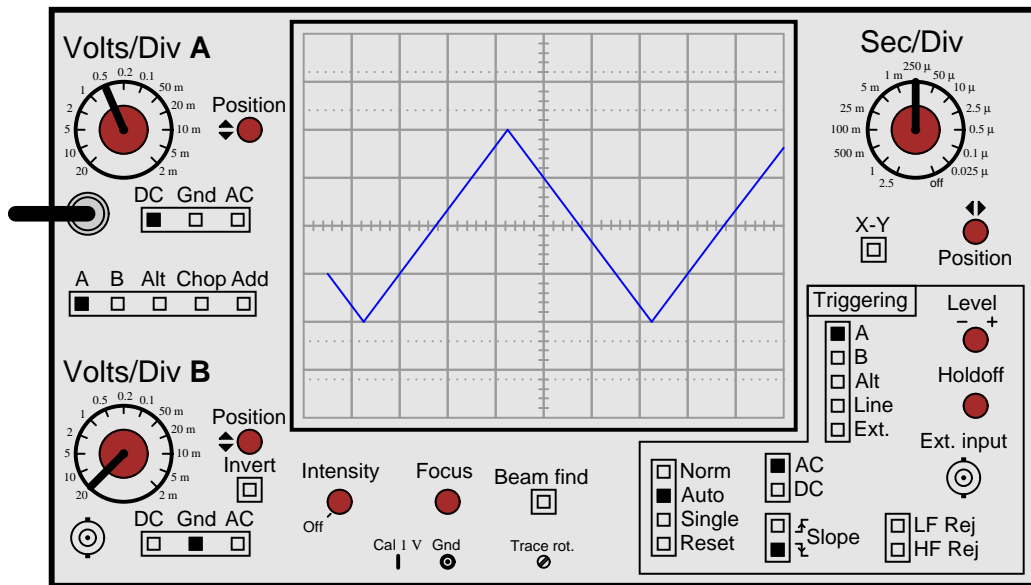 Volts/Div A
20
10
5
2
1
0.5
0.2
0.1
50 m
20 m
10 m
5 m
2 m
Position
DC Gnd AC
A B Alt Chop Add
Volts/Div B
20
10
5
2
1
0.5
0.2
0.1
50 m
20 m
10 m
5 m
2 m
Position
Invert
DC Gnd AC
Intensity
Off
Focus
Beam find
Cal 1 V
Gnd
Trace rot.
Sec/Div
2.5
1
500 m
100 m
25 m
5 m
1 m
250 µ
50 µ
10 µ
2.5 µ
0.5 µ
0.1 µ
0.025 µ
off
X-Y
Position
Triggering
A
B
Alt
Line
Ext.
Level
− +
Holdoff
Ext. input
Norm
Auto
Single
Reset
AC
DC
Slope
LF Rej
HF Rej